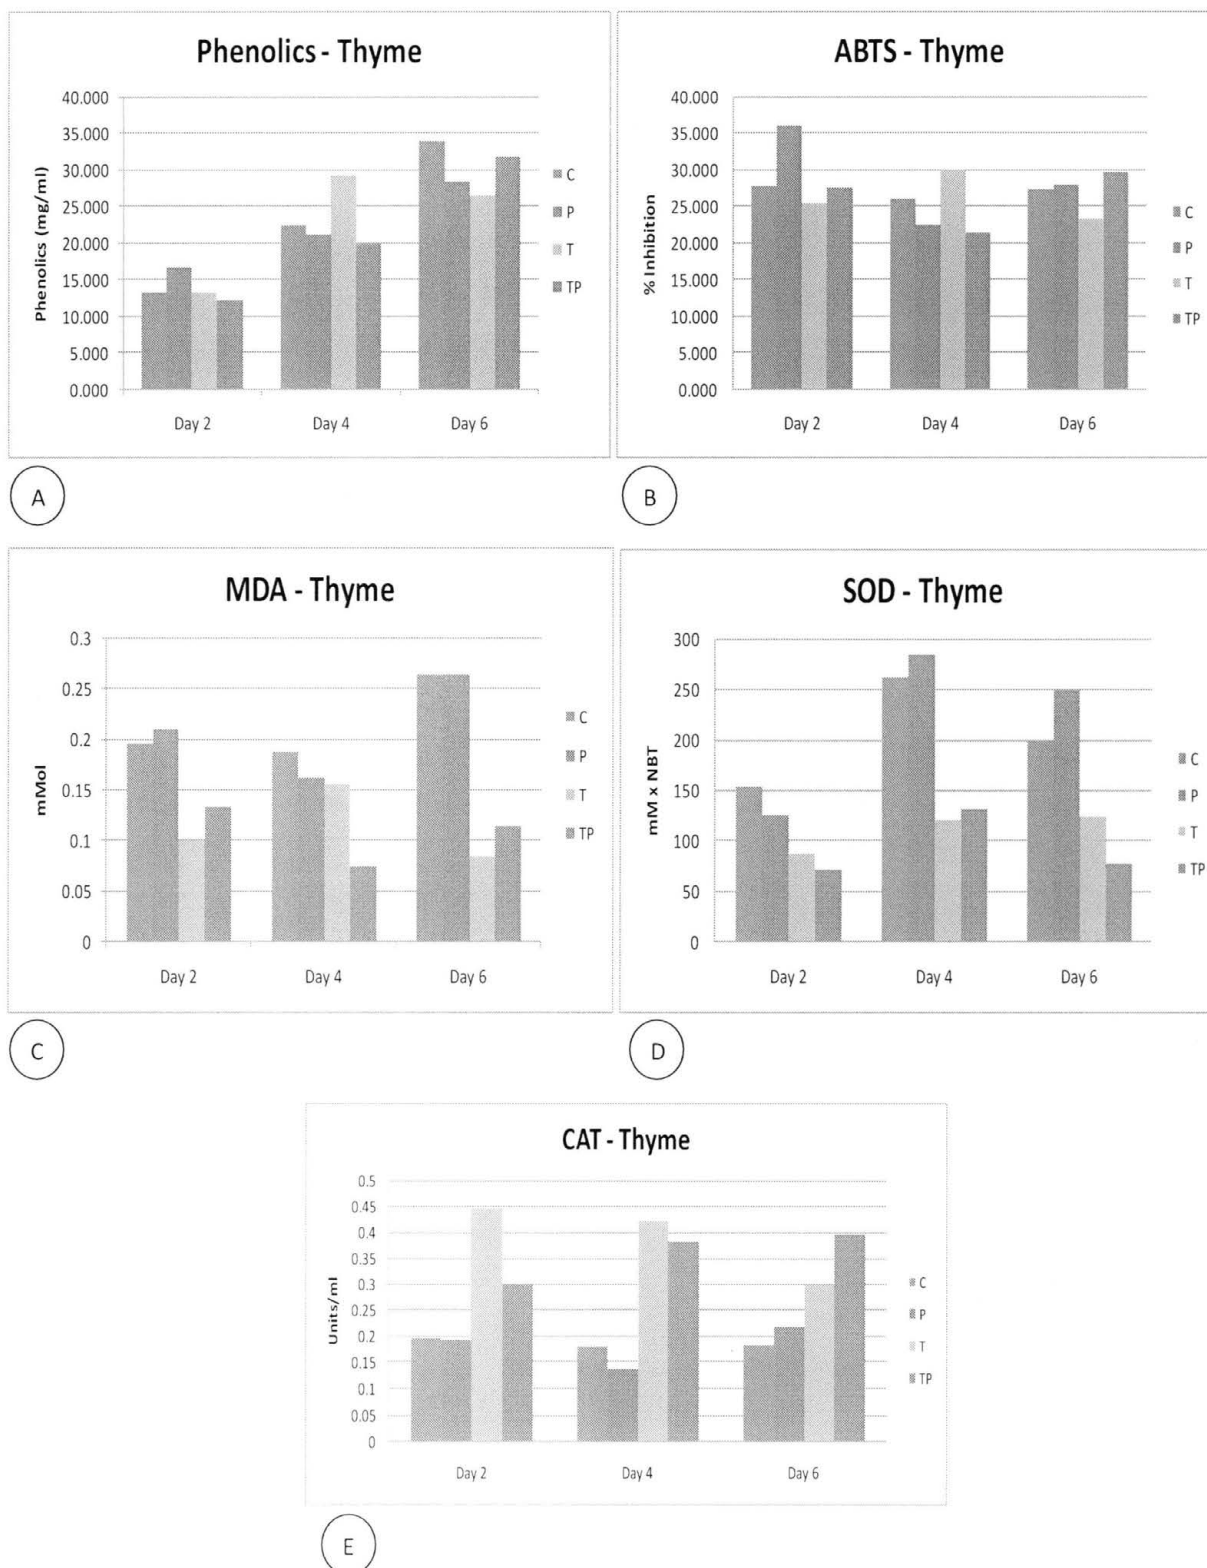 Phenolics - Thyme
Phenolics (mg/ml)
40.000
35.000
30.000
25.000
20.000
15.000
10.000
5.000
0.000
Day 2 Day 4 Day 6
C
P
T
TP
A
ABTS - Thyme
% Inhibition
40.000
35.000
30.000
25.000
20.000
15.000
10.000
5.000
0.000
Day 2 Day 4 Day 6
C
P
T
TP
B
MDA - Thyme
mMol
0.3
0.25
0.2
0.15
0.1
0.05
0
Day 2 Day 4 Day 6
C
P
T
TP
C
SOD - Thyme
mM x NBT
300
250
200
150
100
50
0
Day 2 Day 4 Day 6
C
P
T
TP
D
CAT - Thyme
Units/ml
0.5
0.45
0.4
0.35
0.3
0.25
0.2
0.15
0.1
0.05
0
Day 2 Day 4 Day 6
C
P
T
TP
E